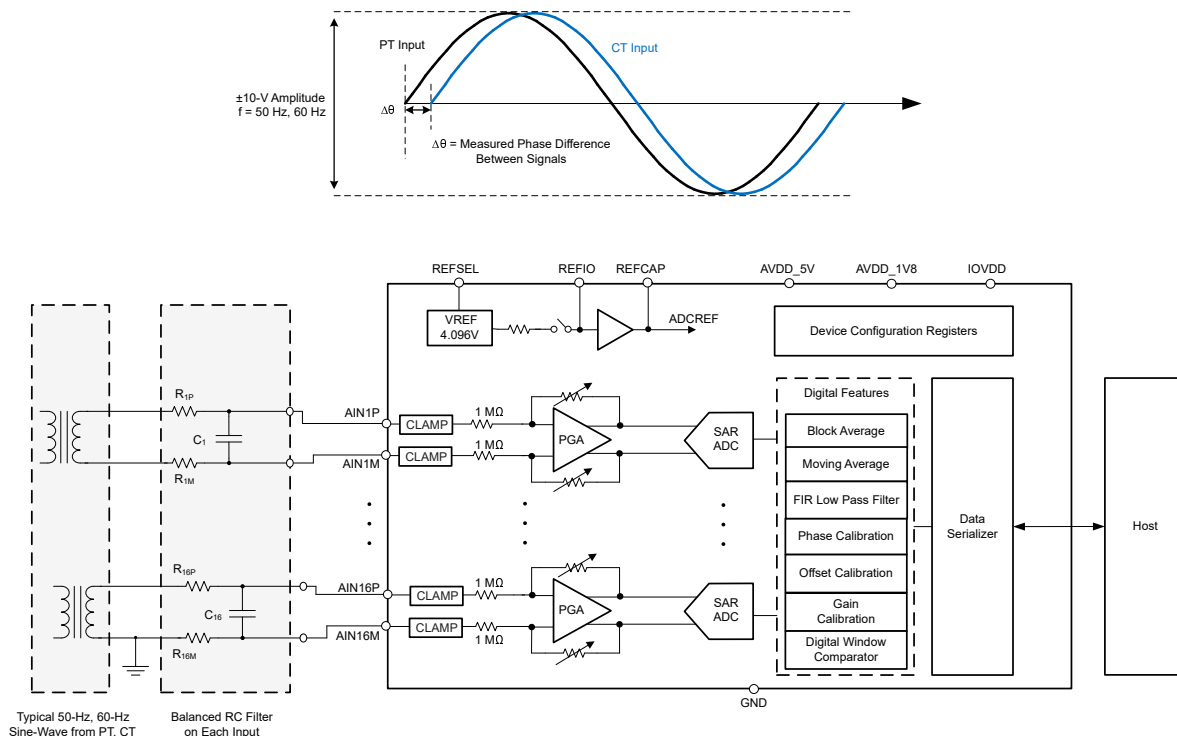 PT Input
CT Input
±10-V Amplitude
f = 50 Hz, 60 Hz
Δθ
Δθ = Measured Phase Difference
Between Signals
REFSEL
REFIO
REFCAP
AVDD_5V
AVDD_1V8
IOVDD
VREF
4.096V
ADCREF
Device Configuration Registers
R1P
C1
R1M
AIN1P
AIN1M
CLAMP
1 MΩ
CLAMP
1 MΩ
PGA
SAR
ADC
Digital Features
Block Average
Moving Average
FIR Low Pass Filter
Phase Calibration
Offset Calibration
Gain
Calibration
Digital Window
Comparator
Data
Serializer
Host
R16P
C16
R16M
AIN16P
AIN16M
CLAMP
1 MΩ
CLAMP
1 MΩ
PGA
SAR
ADC
GND
Typical 50-Hz, 60-Hz
Sine-Wave from PT, CT
Balanced RC Filter
on Each Input